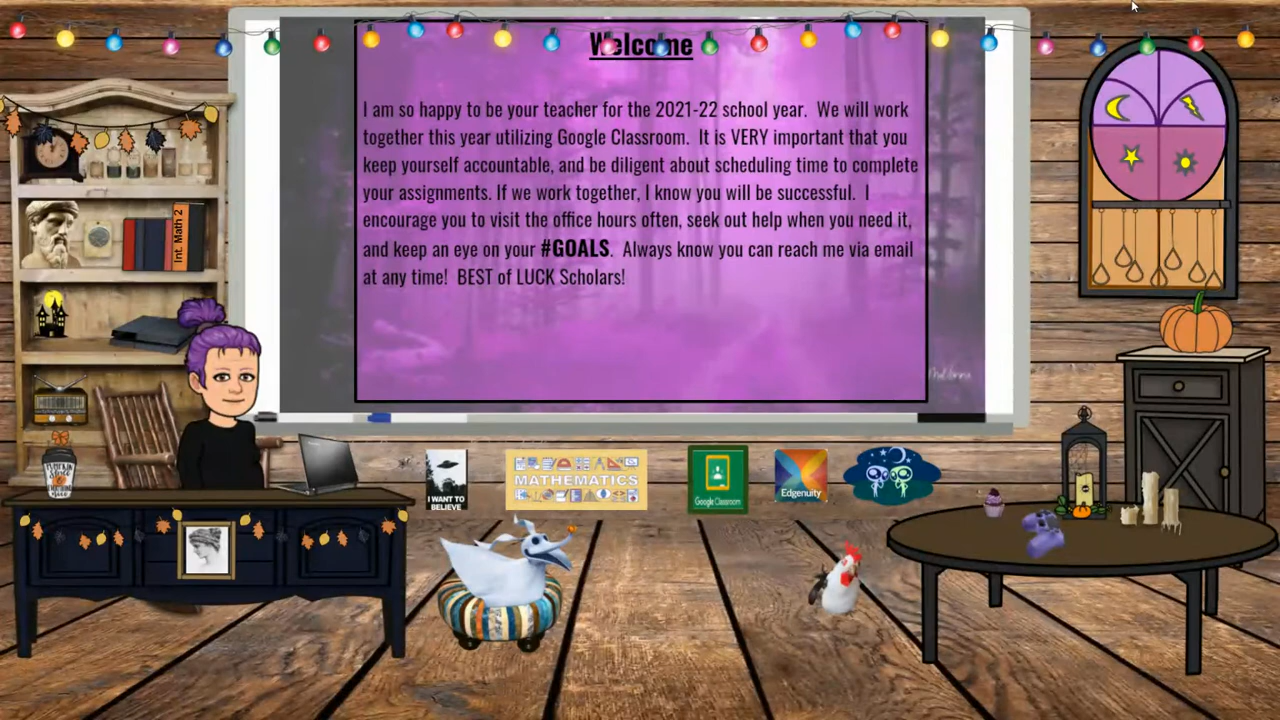 Welcome
I am so happy to be your teacher for the 2021-22 school year. We will work
together this year utilizing Google Classroom. It is VERY important that you
keep yourself accountable, and be diligent about scheduling time to complete
your assignments. If we work together, I know you will be successful. I
encourage you to visit the office hours often, seek out help when you need it,
and keep an eye on your #GOALS. Always know you can reach me via email
at any time! BEST of LUCK Scholars!
Int. Math 2
I WANT TO
BELIEVE
MATHEMATICS
Google Classroom
Edgenuity